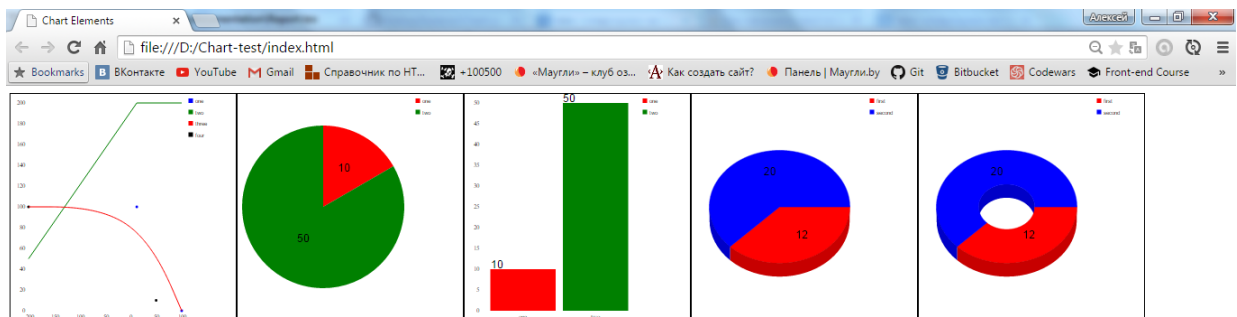 Chart Elements
Алексей
file:///D:/Chart-test/index.html
Bookmarks ВКонтакте YouTube Gmail Справочник по HT... +100500 «Маугли» – клуб оз... Как создать сайт? Панель | Маугли.by Git Bitbucket Codewars Front-end Course »
200
180
160
140
120
100
80
60
40
20
0
one
two
three
four
one
two
10
50
50
45
40
35
30
25
20
15
10
5
0
10
50
one
two
first
second
20
12
first
second
20
12